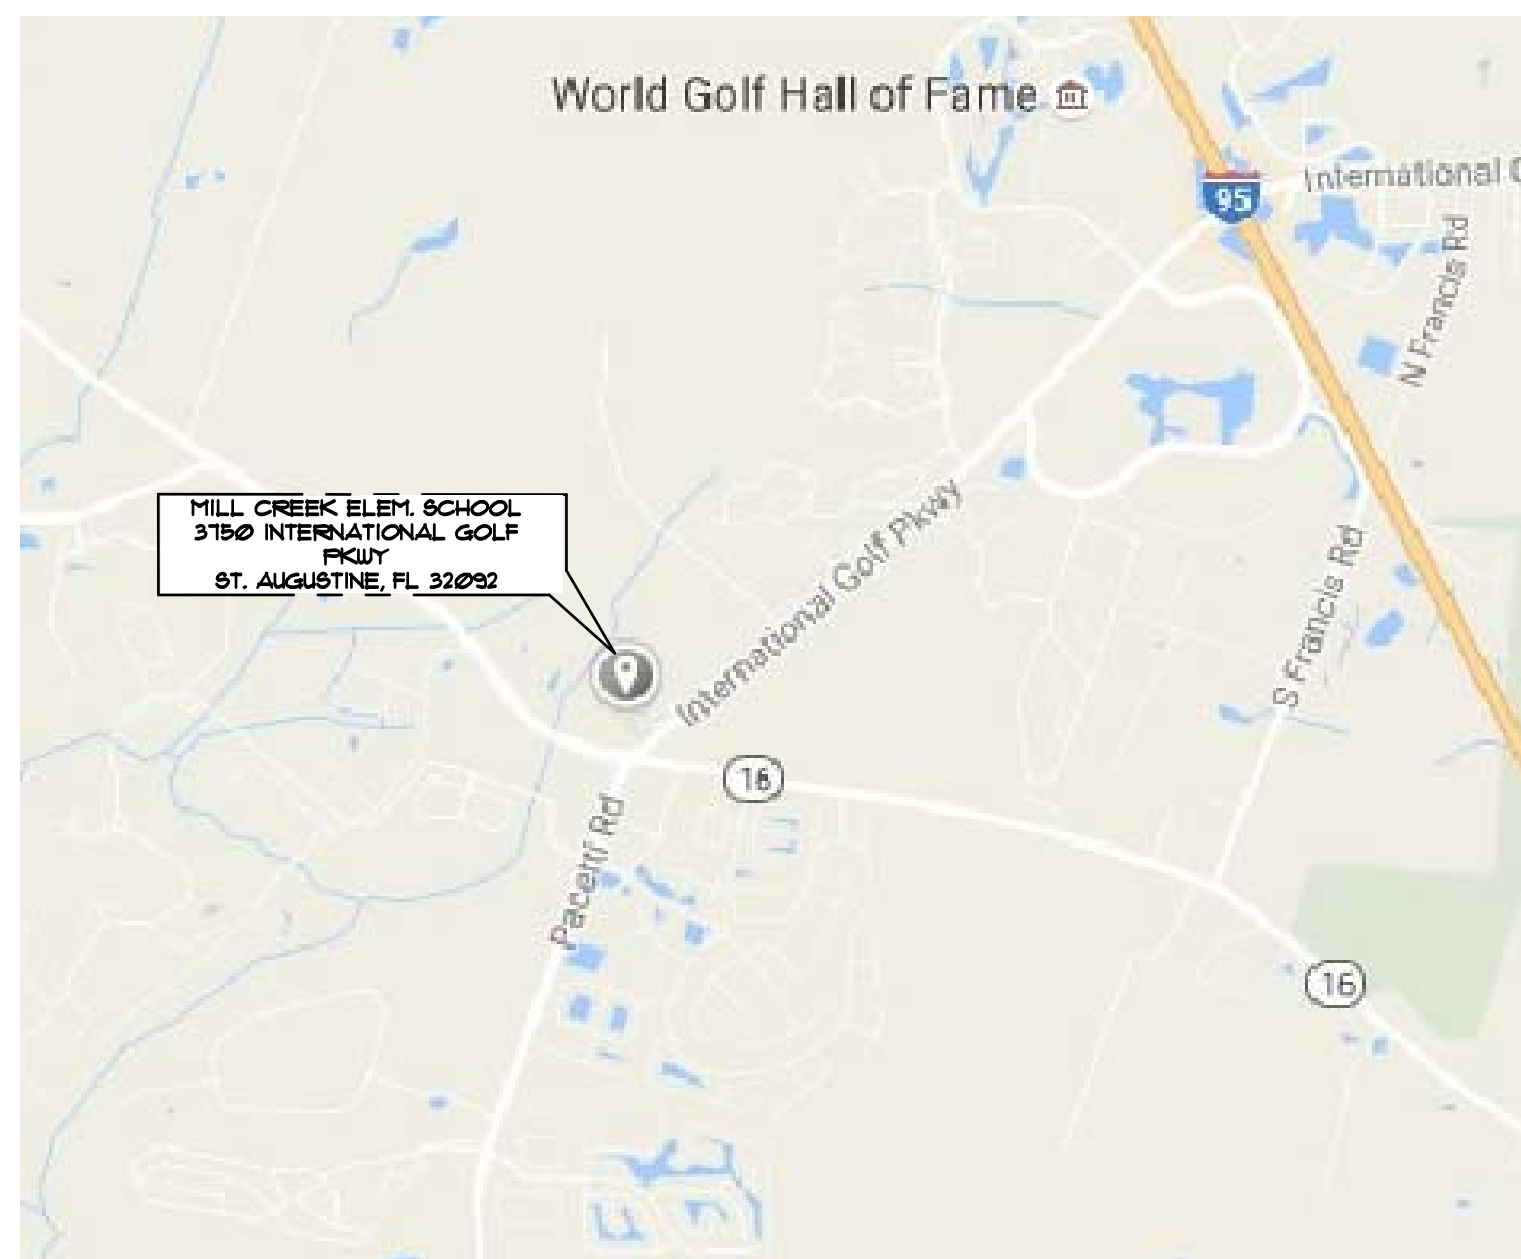 World Golf Hall of Fame
International G
95
N Francis Rd
MILL CREEK ELEM. SCHOOL
3750 INTERNATIONAL GOLF
PKWY
ST. AUGUSTINE, FL 32092
International Golf Pkwy
S Francis Rd
16
Pacetti Rd
16